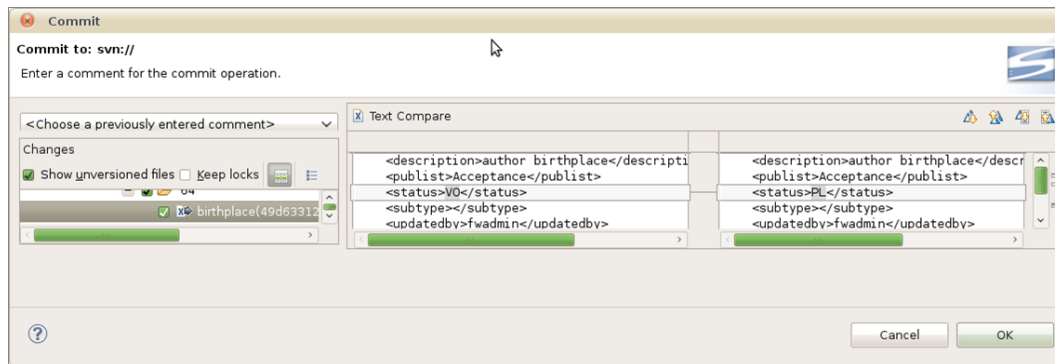 Commit
Commit to: svn://
Enter a comment for the commit operation.
<Choose a previously entered comment>
Changes
Show unversioned files
Keep locks
64
birthplace(49d63312
Text Compare
<description>author birthplace</descripti
<publist>Acceptance</publist>
<status>VO</status>
<subtype></subtype>
<updatedby>fwadmin</updatedby>
<description>author birthplace</descr
<publist>Acceptance</publist>
<status>PL</status>
<subtype></subtype>
<updatedby>fwadmin</updatedby>
Cancel
OK